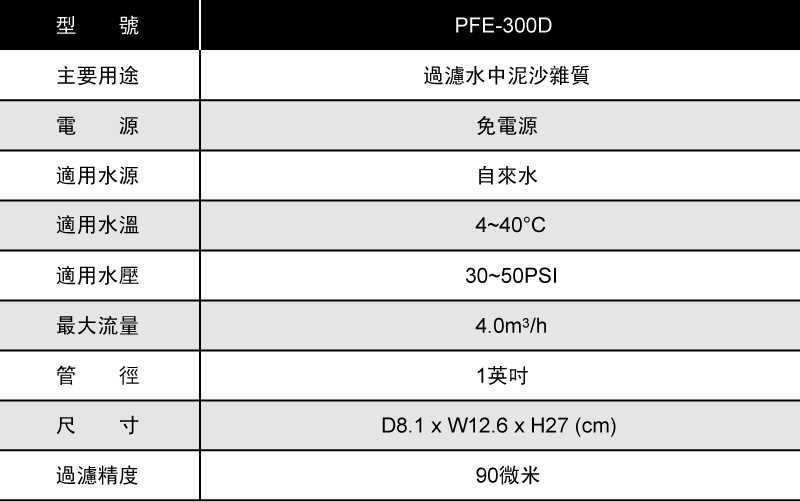 型 號 PFE-300D
主要用途 過濾水中泥沙雜質
電 源 免電源
適用水源 自來水
適用水溫 4~40°C
適用水壓 30~50PSI
最大流量 4.0m³/h
管 徑 1英吋
尺 寸 D8.1 x W12.6 x H27 (cm)
過濾精度 90微米